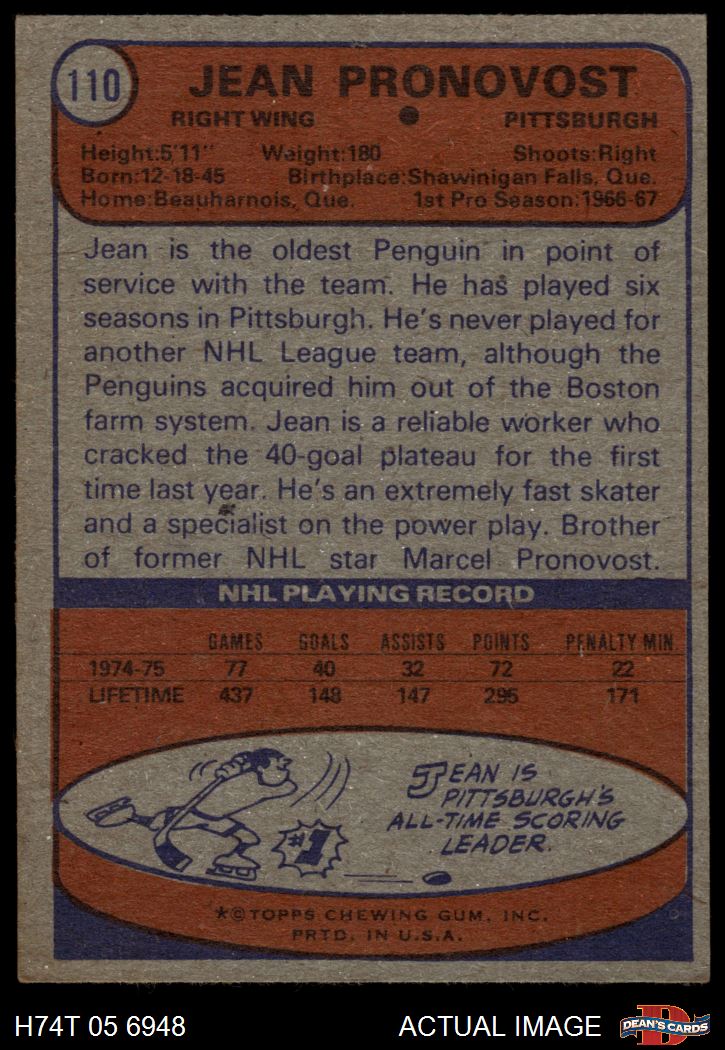 110
JEAN PRONOVOST
RIGHT WING ● PITTSBURGH
Height:5'11" Weight:180 Shoots:Right
Born:12-18-45 Birthplace:Shawinigan Falls, Que.
Home:Beauharnois, Que. 1st Pro Season:1966-67
Jean is the oldest Penguin in point of
service with the team. He has played six
seasons in Pittsburgh. He's never played for
another NHL League team, although the
Penguins acquired him out of the Boston
farm system. Jean is a reliable worker who
cracked the 40-goal plateau for the first
time last year. He's an extremely fast skater
and a specialist on the power play. Brother
of former NHL star Marcel Pronovost.
NHL PLAYING RECORD
GAMES GOALS ASSISTS POINTS PENALTY MIN.
1974-75 77 40 32 72 22
LIFETIME 437 148 147 295 171
JEAN IS
PITTSBURGH'S
ALL-TIME SCORING
LEADER.
#1
*©TOPPS CHEWING GUM, INC.
PRTD. IN U.S.A.
H74T 05 6948 ACTUAL IMAGE
D
DEAN'S CARDS